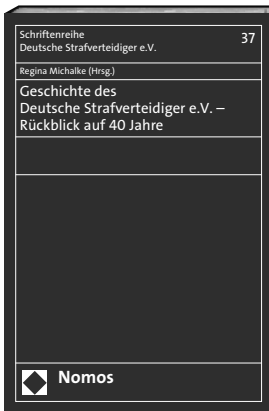 Schriftenreihe
Deutsche Strafverteidiger e.V.
37
Regina Michalke (Hrsg.)
Geschichte des
Deutsche Strafverteidiger e.V. –
Rückblick auf 40 Jahre
Nomos